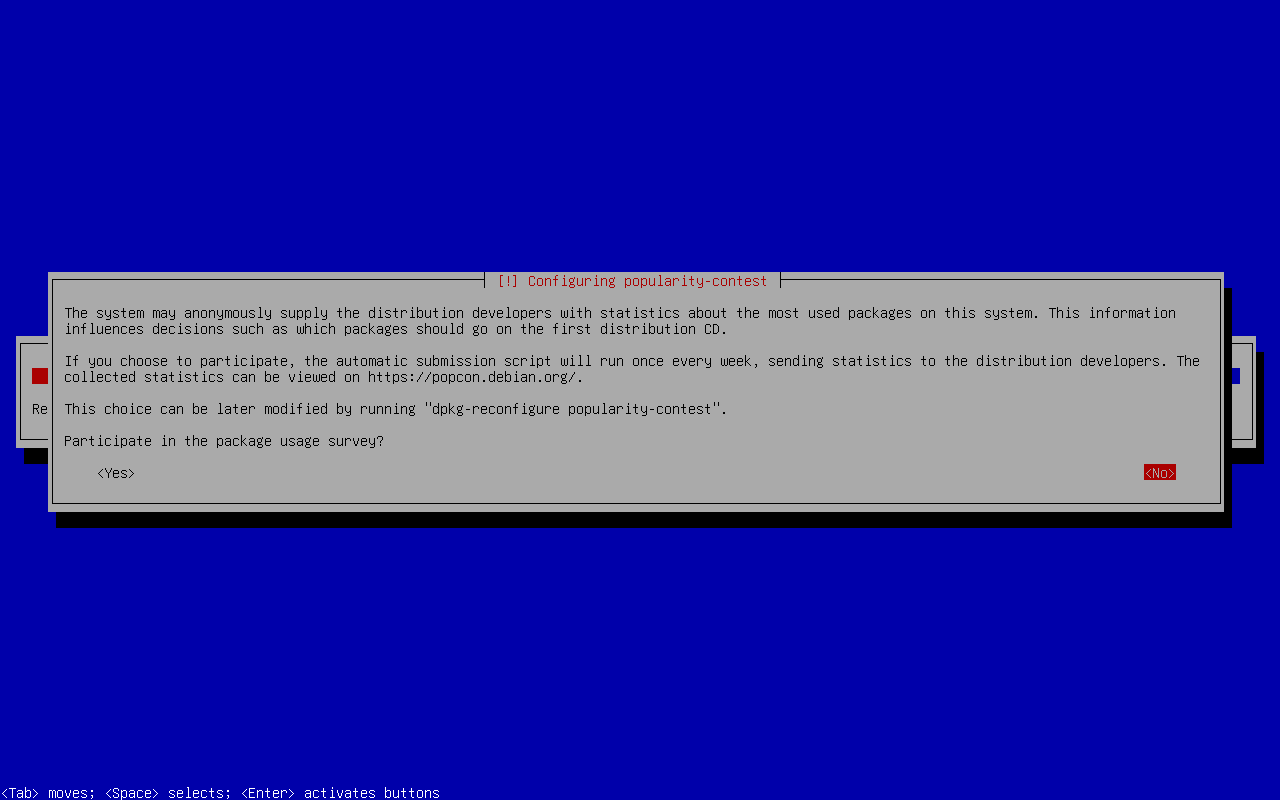 [!] Configuring popularity-contest
The system may anonymously supply the distribution developers with statistics about the most used packages on this system. This information
influences decisions such as which packages should go on the first distribution CD.
If you choose to participate, the automatic submission script will run once every week, sending statistics to the distribution developers. The
collected statistics can be viewed on https://popcon.debian.org/.
Re
This choice can be later modified by running "dpkg-reconfigure popularity-contest".
Participate in the package usage survey?
<Yes> <No>
<Tab> moves; <Space> selects; <Enter> activates buttons